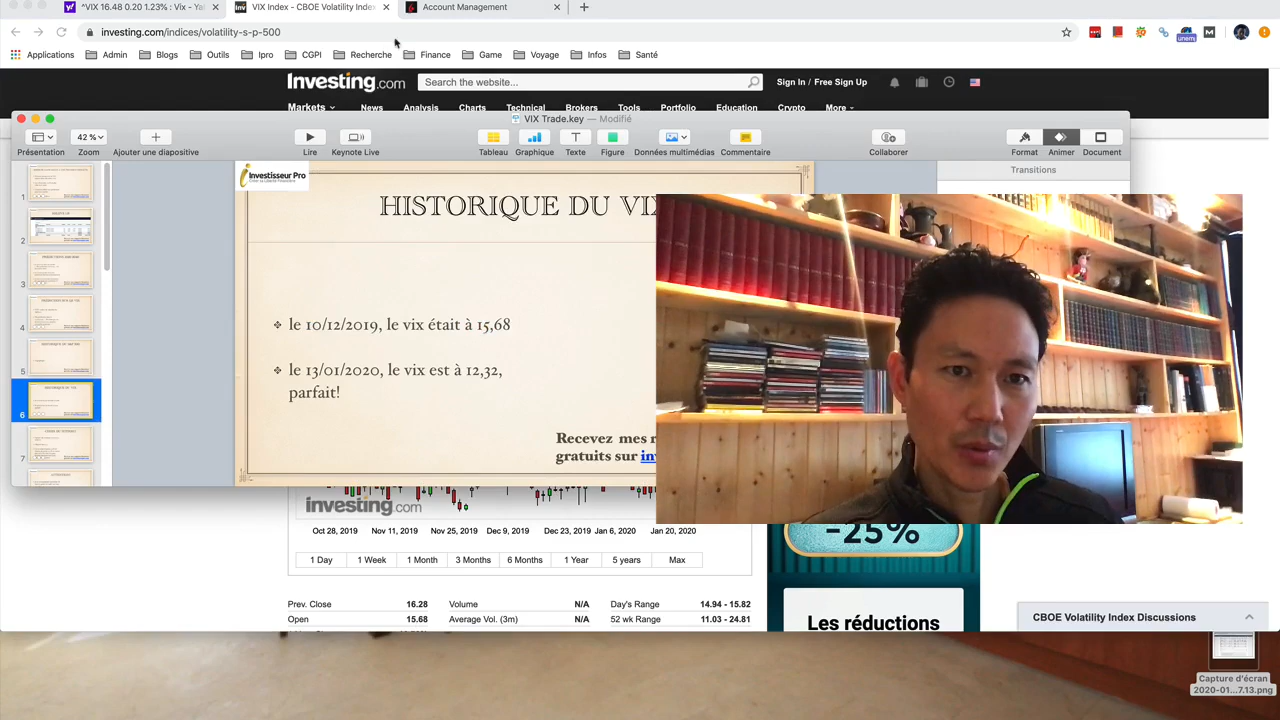 ^VIX 16.48 0.20 1.23% : Vix - Ya
VIX Index - CBOE Volatility Index
Account Management
investing.com/indices/volatility-s-p-500
Applications Admin Blogs Outils Ipro CGPI Recherche Finance Game Voyage Infos Santé
Investing.com
Search the website...
Sign In / Free Sign Up
Markets News Analysis Charts Technical Brokers Tools Portfolio Education Crypto More
VIX Trade.key — Modifié
42 %
Présentation Zoom Ajouter une diapositive Lire Keynote Live Tableau Graphique Texte Figure Données multimédias Commentaire Collaborer Format Animer Document
Transitions
1
2
3
4
5
6
7
Investisseur Pro
HISTORIQUE DU VIX
le 10/12/2019, le vix était à 15,68
le 13/01/2020, le vix est à 12,32,
parfait!
Recevez mes
gratuits sur
Investing.com
Oct 28, 2019 Nov 11, 2019 Nov 25, 2019 Dec 9, 2019 Dec 23, 2019 Jan 6, 2020 Jan 20, 2020
1 Day 1 Week 1 Month 3 Months 6 Months 1 Year 5 years Max
Prev. Close 16.28 Volume N/A Day's Range 14.94 - 15.82
Open 15.68 Average Vol. (3m) N/A 52 wk Range 11.03 - 24.81
-25%
Les réductions
CBOE Volatility Index Discussions
Capture d'écran
2020-01...7.13.png